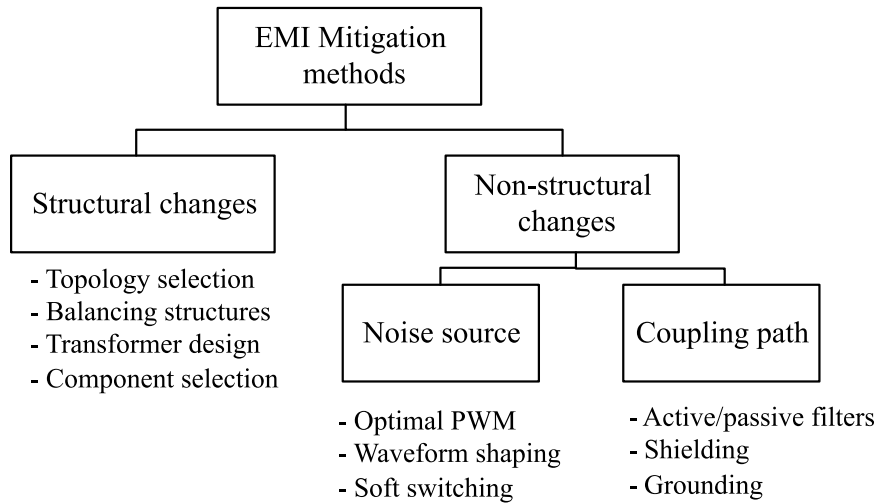 EMI Mitigation
methods
Structural changes
- Topology selection
- Balancing structures
- Transformer design
- Component selection
Non-structural
changes
Noise source
- Optimal PWM
- Waveform shaping
- Soft switching
Coupling path
- Active/passive filters
- Shielding
- Grounding